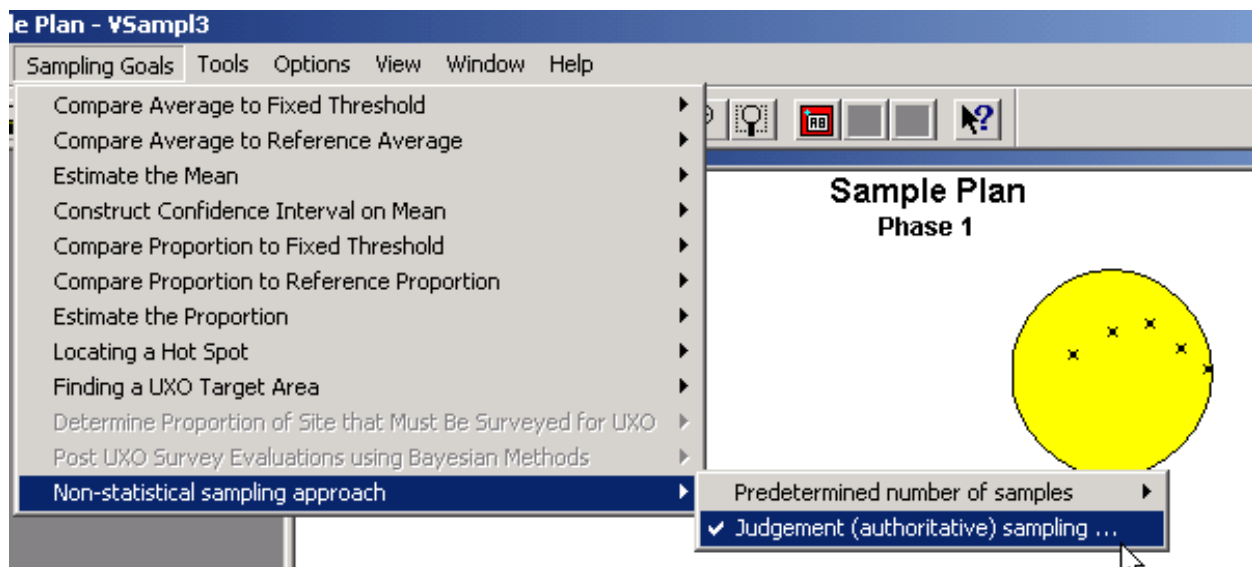 le Plan - VSampl3
Sampling Goals Tools Options View Window Help
Compare Average to Fixed Threshold
Compare Average to Reference Average
Estimate the Mean
Construct Confidence Interval on Mean
Compare Proportion to Fixed Threshold
Compare Proportion to Reference Proportion
Estimate the Proportion
Locating a Hot Spot
Finding a UXO Target Area
Determine Proportion of Site that Must Be Surveyed for UXO
Post UXO Survey Evaluations using Bayesian Methods
Non-statistical sampling approach
Predetermined number of samples
Judgement (authoritative) sampling ...
Sample Plan
Phase 1